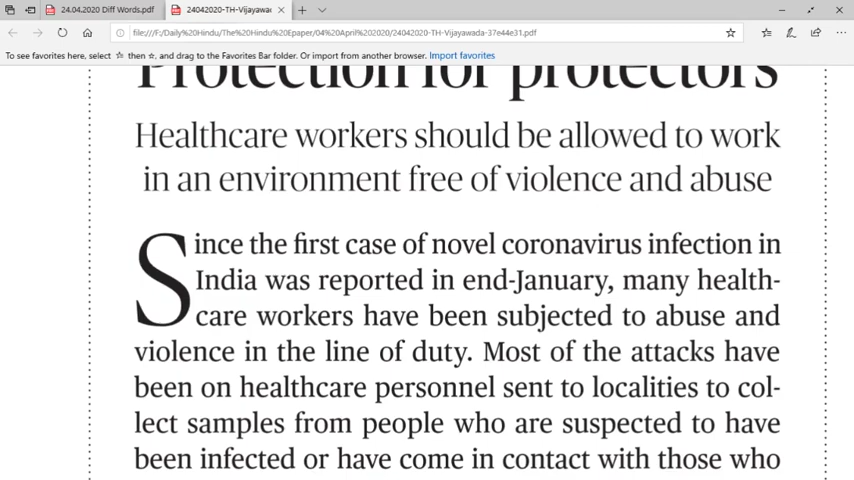 24.04.2020 Diff Words.pdf
24042020-TH-Vijayawad
file:///F:/Daily%20Hindu/The%20Hindu%20Epaper/04%20April%202020/24042020-TH-Vijayawada-37e44e31.pdf
To see favorites here, select ☆ then ☆, and drag to the Favorites Bar folder. Or import from another browser. Import favorites
Protection for protectors
Healthcare workers should be allowed to work
in an environment free of violence and abuse
Since the first case of novel coronavirus infection in
India was reported in end-January, many health-
care workers have been subjected to abuse and
violence in the line of duty. Most of the attacks have
been on healthcare personnel sent to localities to col-
lect samples from people who are suspected to have
been infected or have come in contact with those who